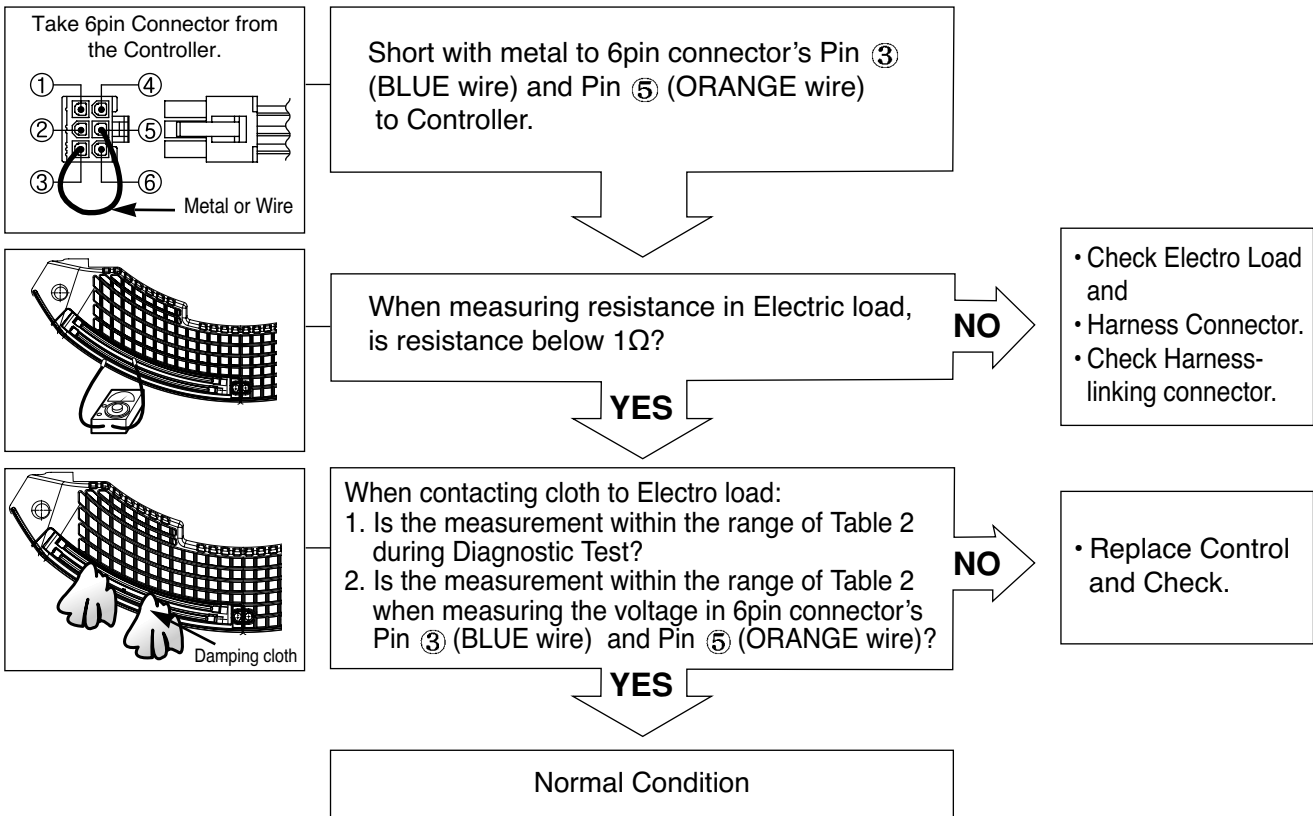 Take 6pin Connector from
the Controller.
① ④
② ⑤
③ ⑥
Metal or Wire
Short with metal to 6pin connector's Pin ③
(BLUE wire) and Pin ⑤ (ORANGE wire)
to Controller.
When measuring resistance in Electric load,
is resistance below 1Ω?
NO
• Check Electro Load
and
• Harness Connector.
• Check Harness-
linking connector.
YES
Damping cloth
When contacting cloth to Electro load:
1. Is the measurement within the range of Table 2
during Diagnostic Test?
2. Is the measurement within the range of Table 2
when measuring the voltage in 6pin connector's
Pin ③ (BLUE wire) and Pin ⑤ (ORANGE wire)?
NO
• Replace Control
and Check.
YES
Normal Condition